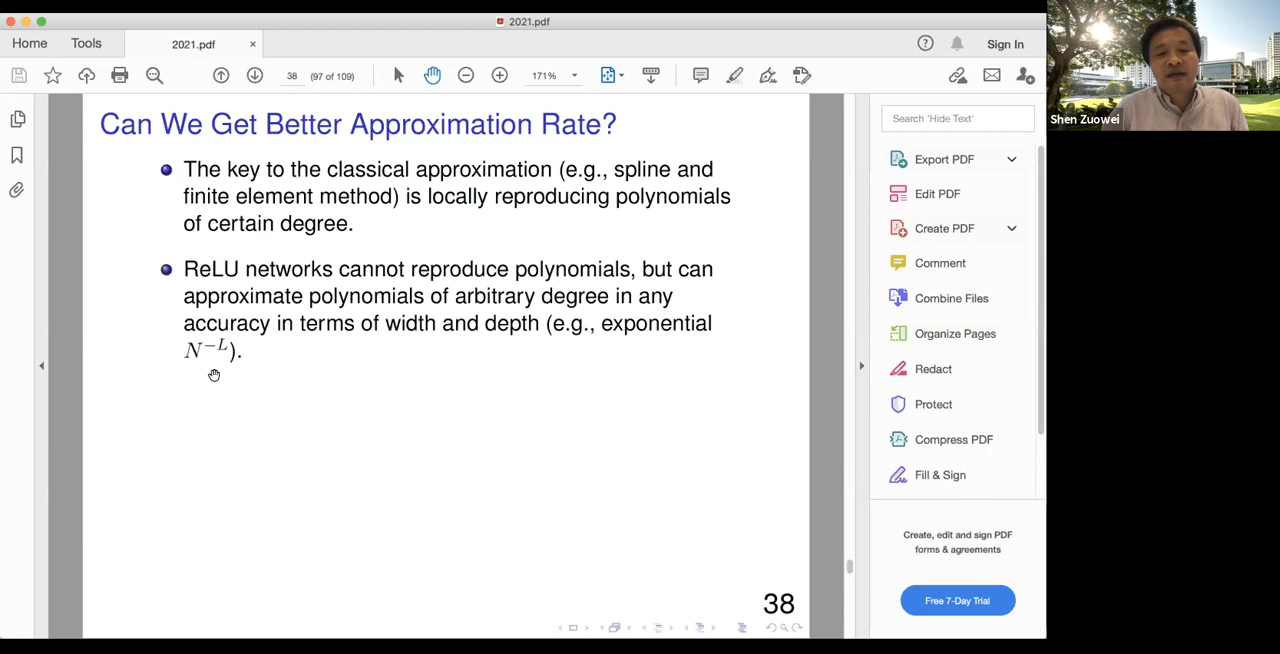 2021.pdf
Home Tools 2021.pdf × Sign In
38 (97 of 109) 171%
Can We Get Better Approximation Rate?
The key to the classical approximation (e.g., spline and
finite element method) is locally reproducing polynomials
of certain degree.
ReLU networks cannot reproduce polynomials, but can
approximate polynomials of arbitrary degree in any
accuracy in terms of width and depth (e.g., exponential
N^{-L}).
38
Search 'Hide Text'
Export PDF
Edit PDF
Create PDF
Comment
Combine Files
Organize Pages
Redact
Protect
Compress PDF
Fill & Sign
Create, edit and sign PDF
forms & agreements
Free 7-Day Trial
Shen Zuowei